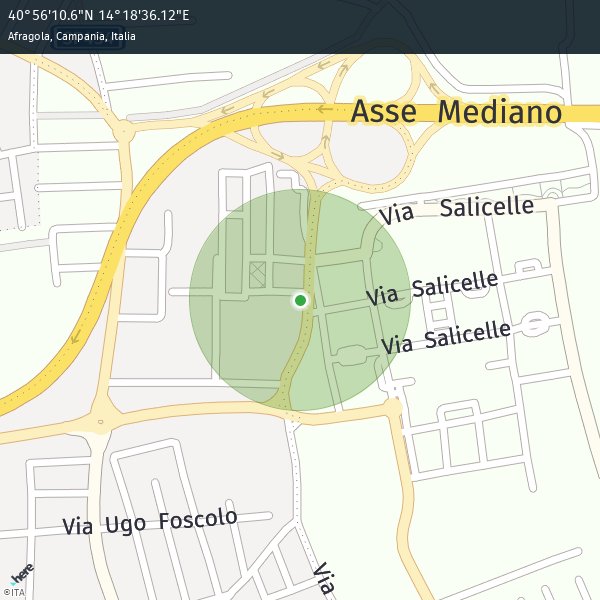 40°56'10.6"N 14°18'36.12"E
Afragola, Campania, Italia
Asse Mediano
Via Salicelle
Via Salicelle
Via Salicelle
Via Ugo Foscolo
Via
here
©ITA